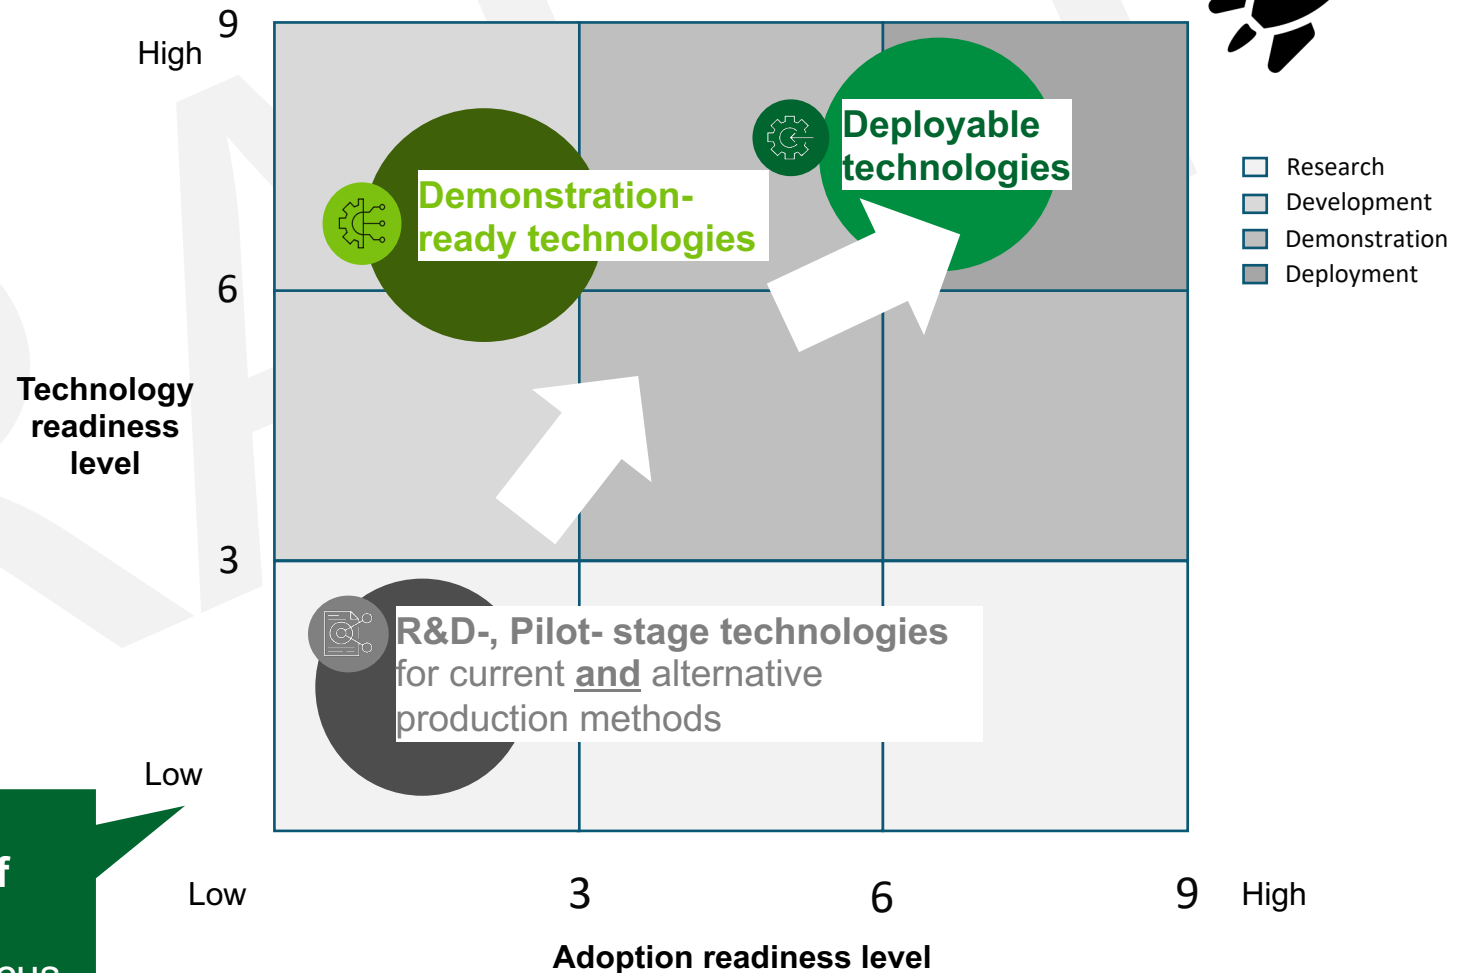 9
High
Deployable
technologies
Research
Development
Demonstration
Deployment
Demonstration-
ready technologies
6
Technology
readiness
level
3
R&D-, Pilot- stage technologies
for current and alternative
production methods
Low
Low
3
6
9
High
Adoption readiness level